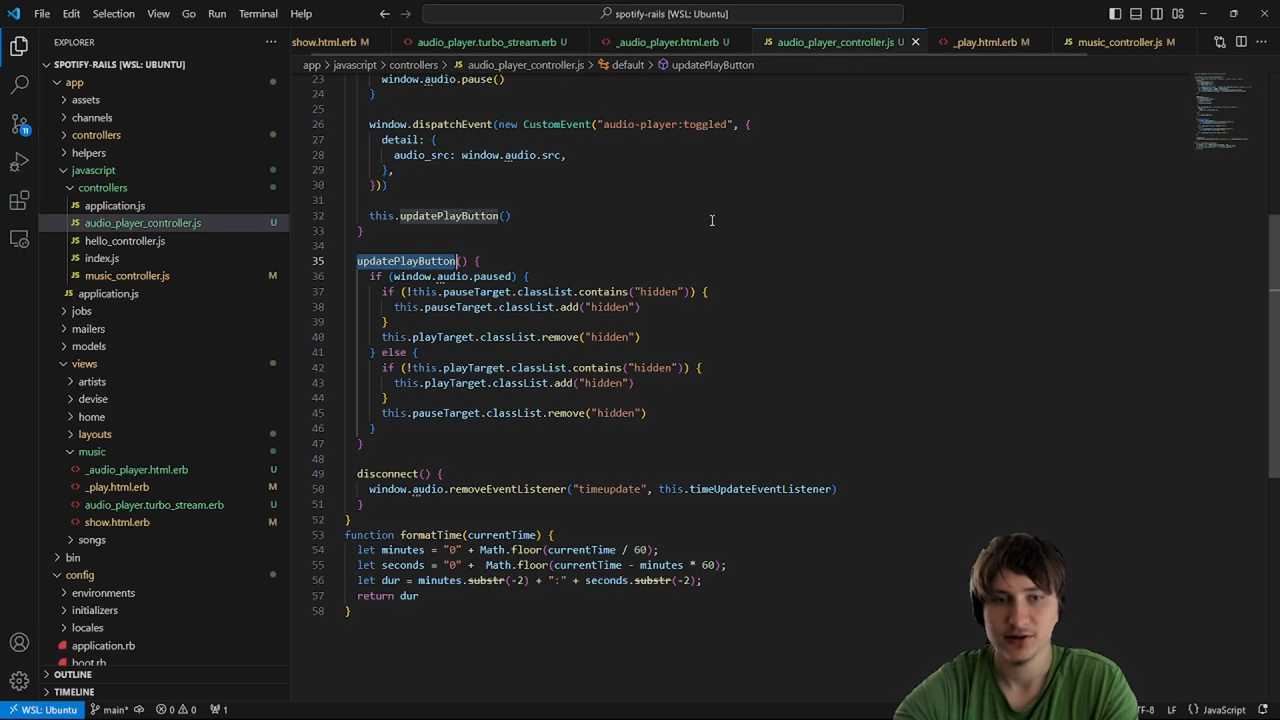 File Edit Selection View Go Run Terminal Help
spotify-rails [WSL: Ubuntu]
EXPLORER
show.html.erb
audio_player.turbo_stream.erb U
_audio_player.html.erb U
audio_player_controller.js U
_play.html.erb M
music_controller.js M
SPOTIFY-RAILS [WSL: UBUNTU]
app > javascript > controllers > audio_player_controller.js > default > updatePlayButton
app
assets
channels
controllers
helpers
javascript
controllers
application.js
audio_player_controller.js U
hello_controller.js
index.js
music_controller.js M
application.js
jobs
mailers
models
views
artists
devise
home
layouts
music
_audio_player.html.erb U
_play.html.erb M
audio_player.turbo_stream.erb U
show.html.erb M
songs
bin
config
environments
initializers
locales
application.rb
boot.rb
OUTLINE
TIMELINE
23 window.audio.pause()
24 }
25
26 window.dispatchEvent(new CustomEvent("audio-player:toggled", {
27 detail: {
28 audio_src: window.audio.src,
29 },
30 }))
31
32 this.updatePlayButton()
33 }
34
35 updatePlayButton() {
36 if (window.audio.paused) {
37 if (!this.pauseTarget.classList.contains("hidden")) {
38 this.pauseTarget.classList.add("hidden")
39 }
40 this.playTarget.classList.remove("hidden")
41 } else {
42 if (!this.playTarget.classList.contains("hidden")) {
43 this.playTarget.classList.add("hidden")
44 }
45 this.pauseTarget.classList.remove("hidden")
46 }
47 }
48
49 disconnect() {
50 window.audio.removeEventListener("timeupdate", this.timeUpdateEventListener)
51 }
52 }
53 function formatTime(currentTime) {
54 let minutes = "0" + Math.floor(currentTime / 60);
55 let seconds = "0" + Math.floor(currentTime - minutes * 60);
56 let dur = minutes.substr(-2) + ":" + seconds.substr(-2);
57 return dur
58 }
11
WSL: Ubuntu main* 0 0 1
TF-8 LF {} JavaScript